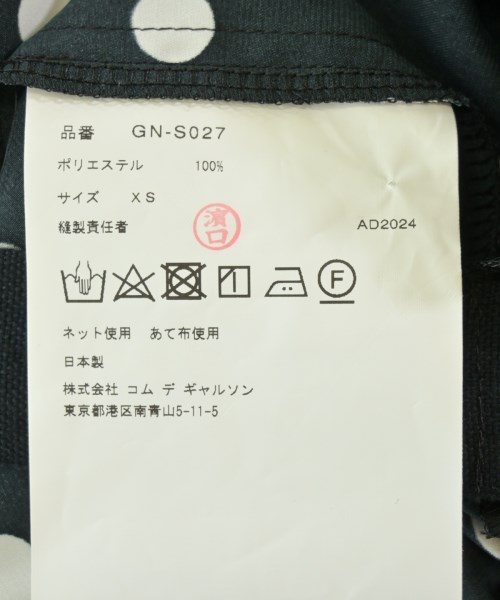 品番 GN-S027
ポリエステル 100%
サイズ XS
縫製責任者 濱口 AD2024
F
ネット使用 あて布使用
日本製
株式会社 コム デ ギャルソン
東京都港区南青山5-11-5